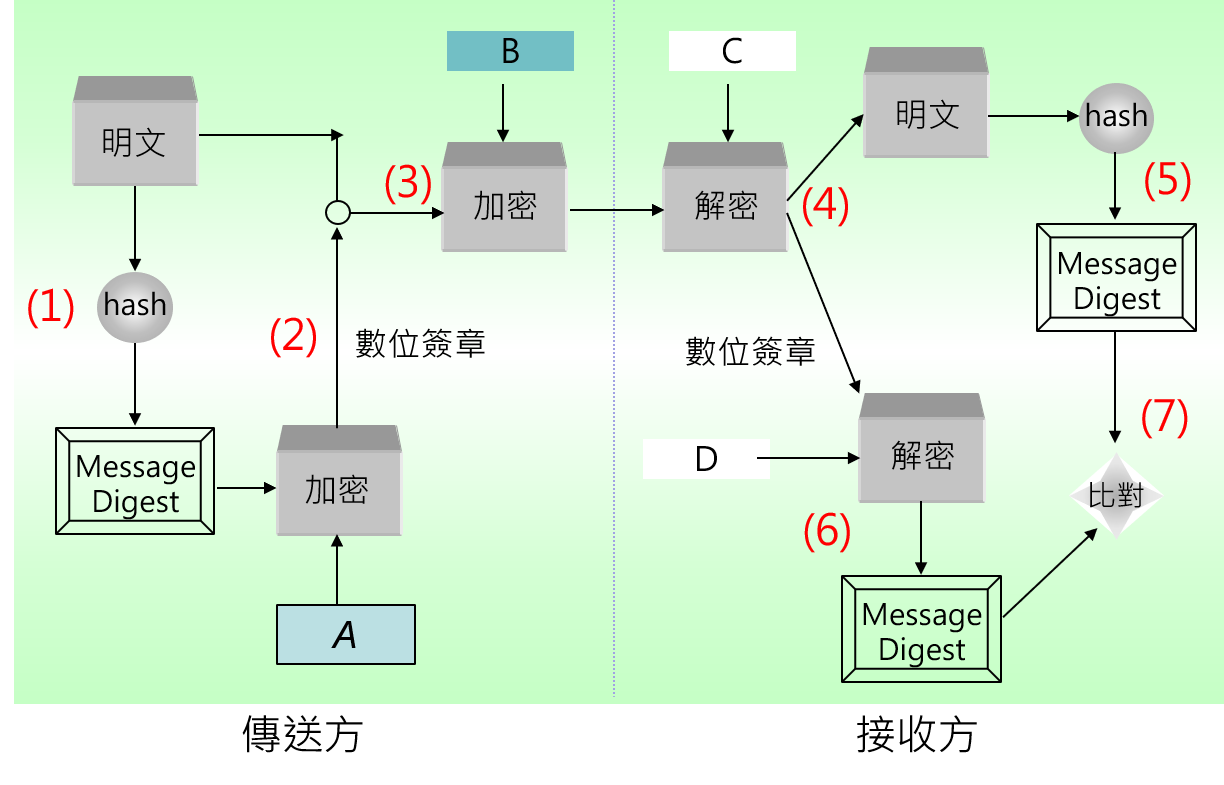 明文
(1)
hash
Message
Digest
加密
A
(2)
數位簽章
(3)
B
加密
C
解密
(4)
明文
hash
(5)
Message
Digest
數位簽章
D
解密
(6)
Message
Digest
(7)
比對
傳送方
接收方